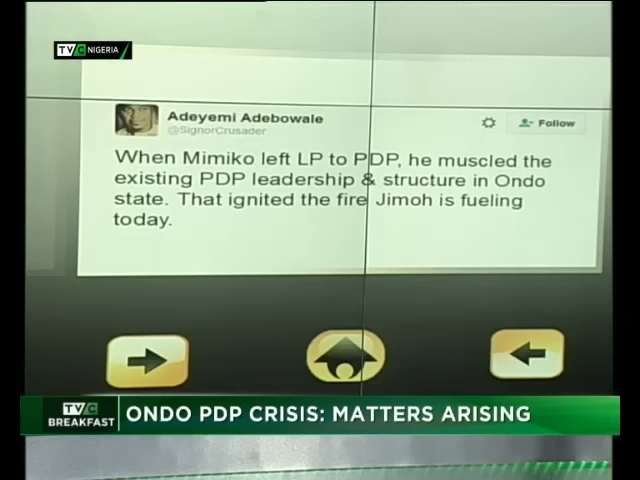 TVC NIGERIA
Adeyemi Adebowale
@SignorCrusader
Follow
When Mimiko left LP to PDP, he muscled the
existing PDP leadership & structure in Ondo
state. That ignited the fire Jimoh is fueling
today.
TVC
BREAKFAST
ONDO PDP CRISIS: MATTERS ARISING